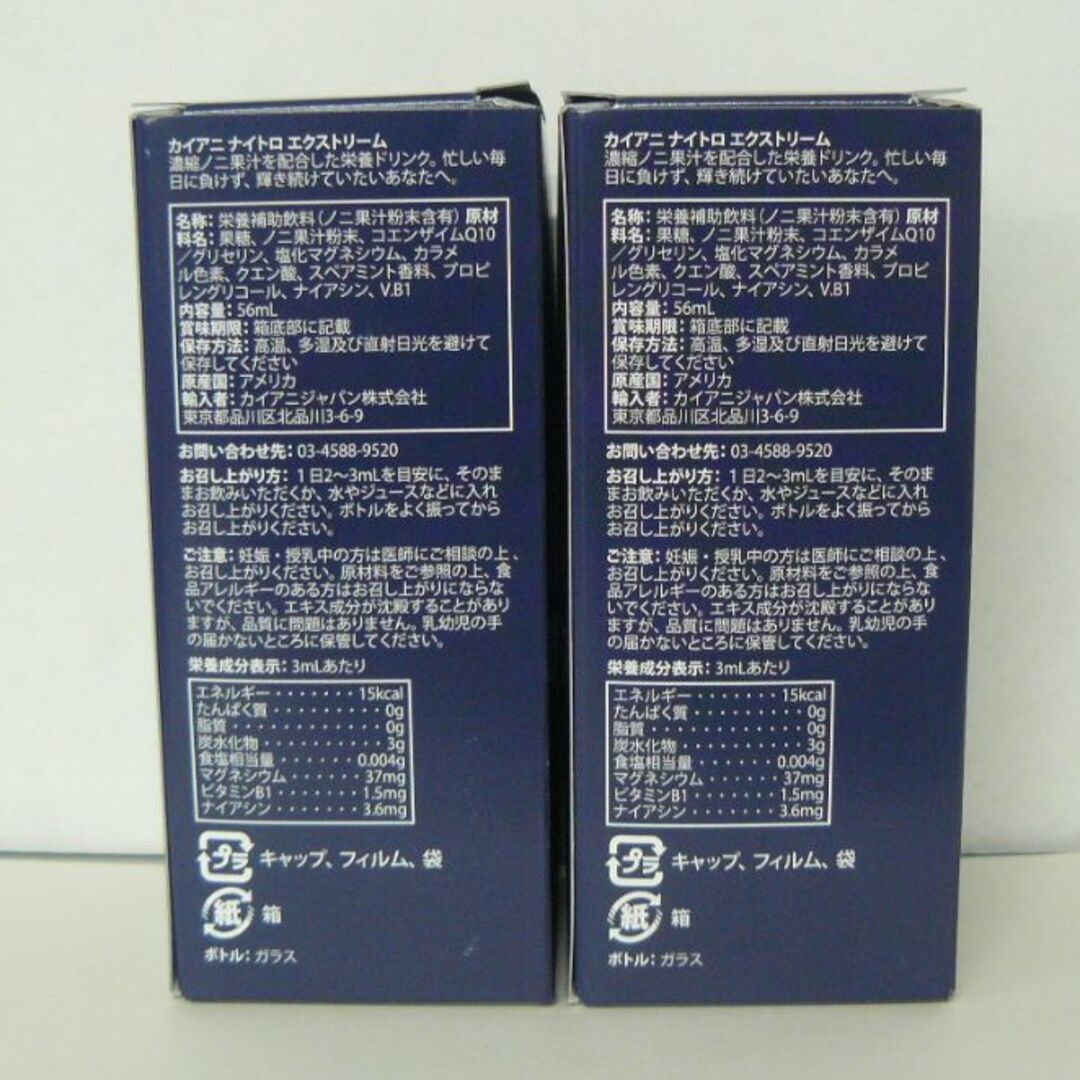 カイアニ ナイトロ エクストリーム
濃縮ノニ果汁を配合した栄養ドリンク。忙しい毎
日に負けず、輝き続けていたいあなたへ。
名称: 栄養補助飲料(ノニ果汁粉末含有) 原材
料名: 果糖、ノニ果汁粉末、コエンザイムQ10
/グリセリン、塩化マグネシウム、カラメ
ル色素、クエン酸、スペアミント香料、プロピ
レングリコール、ナイアシン、V.B1
内容量: 56mL
賞味期限: 箱底部に記載
保存方法: 高温、多湿及び直射日光を避けて
保存してください
原産国: アメリカ
輸入者: カイアニジャパン株式会社
東京都品川区北品川3-6-9
お問い合わせ先: 03-4588-9520
お召し上がり方: 1日2〜3mLを目安に、そのま
まお飲みいただくか、水やジュースなどに入れ
お召し上がりください。ボトルをよく振ってから
お召し上がりください。
ご注意: 妊娠・授乳中の方は医師にご相談の上、
お召し上がりください。原材料をご参照の上、食
品アレルギーのある方はお召し上がりにならな
いでください。エキス成分が沈殿することがあり
ますが、品質に問題はありません。乳幼児の手
の届かないところに保管してください。
栄養成分表示: 3mLあたり
エネルギー・・・・・・・15kcal
たんぱく質・・・・・・・・・0g
脂質・・・・・・・・・・・・0g
炭水化物・・・・・・・・・・3g
食塩相当量・・・・・・・0.004g
マグネシウム・・・・・・・37mg
ビタミンB1・・・・・・・1.5mg
ナイアシン・・・・・・・3.6mg
プラ キャップ、フィルム、袋
紙 箱
ボトル: ガラス
カイアニ ナイトロ エクストリーム
濃縮ノニ果汁を配合した栄養ドリンク。忙しい毎
日に負けず、輝き続けていたいあなたへ。
名称: 栄養補助飲料(ノニ果汁粉末含有) 原材
料名: 果糖、ノニ果汁粉末、コエンザイムQ10
/グリセリン、塩化マグネシウム、カラメ
ル色素、クエン酸、スペアミント香料、プロピ
レングリコール、ナイアシン、V.B1
内容量: 56mL
賞味期限: 箱底部に記載
保存方法: 高温、多湿及び直射日光を避けて
保存してください
原産国: アメリカ
輸入者: カイアニジャパン株式会社
東京都品川区北品川3-6-9
お問い合わせ先: 03-4588-9520
お召し上がり方: 1日2〜3mLを目安に、そのま
まお飲みいただくか、水やジュースなどに入れ
お召し上がりください。ボトルをよく振ってから
お召し上がりください。
ご注意: 妊娠・授乳中の方は医師にご相談の上、
お召し上がりください。原材料をご参照の上、食
品アレルギーのある方はお召し上がりにならな
いでください。エキス成分が沈殿することがあり
ますが、品質に問題はありません。乳幼児の手
の届かないところに保管してください。
栄養成分表示: 3mLあたり
エネルギー・・・・・・・15kcal
たんぱく質・・・・・・・・・0g
脂質・・・・・・・・・・・・0g
炭水化物・・・・・・・・・・3g
食塩相当量・・・・・・・0.004g
マグネシウム・・・・・・・37mg
ビタミンB1・・・・・・・1.5mg
ナイアシン・・・・・・・3.6mg
プラ キャップ、フィルム、袋
紙 箱
ボトル: ガラス